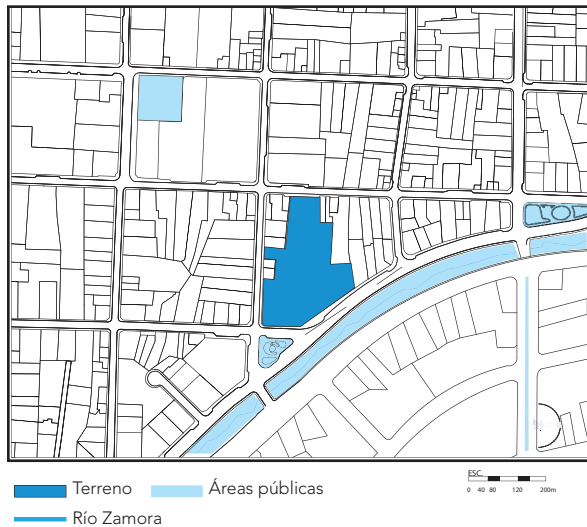 Terreno
Áreas públicas
ESC.
0 40 80 120 200m
Río Zamora